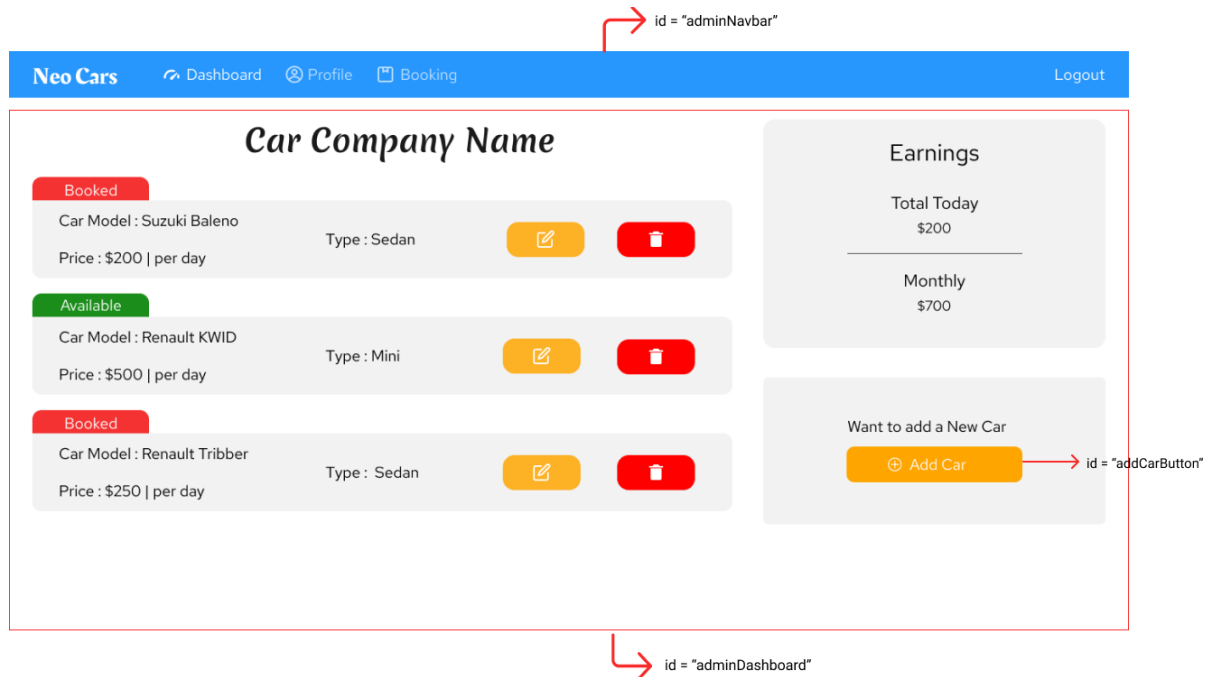 id = “adminNavbar”
Neo Cars Dashboard Profile Booking Logout
Car Company Name
Booked
Car Model : Suzuki Baleno
Type : Sedan
Price : $200 | per day
Available
Car Model : Renault KWID
Type : Mini
Price : $500 | per day
Booked
Car Model : Renault Tribber
Type : Sedan
Price : $250 | per day
Earnings
Total Today
$200
Monthly
$700
Want to add a New Car
Add Car
id = “addCarButton”
id = “adminDashboard”